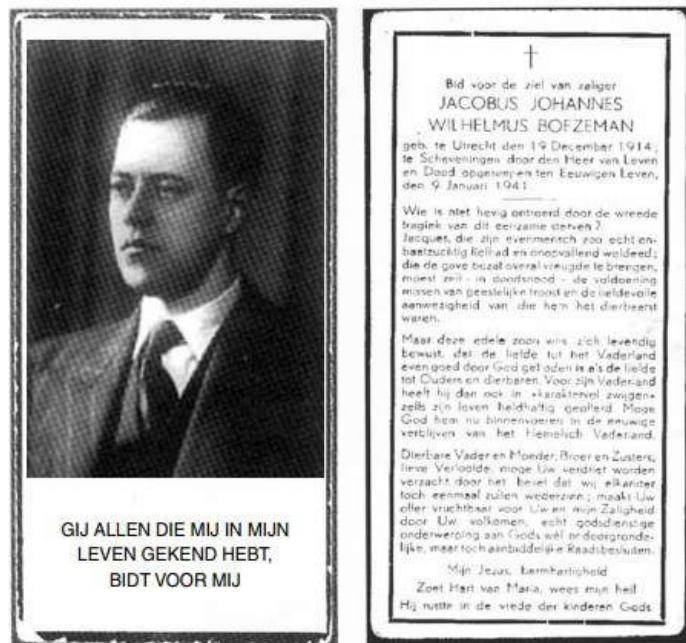 GIJ ALLEN DIE MIJ IN MIJN
LEVEN GEKEND HEBT,
BIDT VOOR MIJ
Bid voor de ziel van zaliger
JACOBUS JOHANNES
WILHELMUS BOEZEMAN
geb. te Utrecht den 19 December 1914,
te Scheveningen door den Heer van Leven
en Dood opgeroepen ten Eeuwigen Leven,
den 9 Januari 1941.
Wie is niet hevig ontroerd door de wreede
tragiek van dit eenzame sterven?
Jacques, die zijn evenmensch zoo echt on-
baatzuchtig liefhad en onopvallend weldeed;
die de gave bezat overal vreugde te brengen,
moest zelf - in doodsnood - de voldoening
missen van geestelijke troost en de liefdevolle
aanwezigheid van die hem het dierbaarst
waren.
Maar deze edele zoon was zich levendig
bewust, dat de liefde tot het Vaderland
even goed door God geboden is als de liefde
tot Ouders en dierbaren. Voor zijn Vaderland
heeft hij dan ook in «karaktervol zwijgen»
zelfs zijn leven heldhaftig geofferd. Moge
God hem nu binnenvoeren in de eeuwige
verblijven van het Hemelsch Vaderland.
Dierbare Vader en Moeder, Broer en Zusters,
lieve Verloofde, moge Uw verdriet worden
verzacht door het besef dat wij elkander
toch eenmaal zullen wederzien; maakt Uw
offer vruchtbaar voor Uw en mijn Zaligheid
door Uw volkomen, echt godsdienstige
onderwerping aan Gods wel ondoorgronde-
lijke, maar toch aanbiddelijke Raadsbesluiten.
Mijn Jezus, barmhartigheid
Zoet Hart van Maria, wees mijn heil
Hij ruste in de vrede der kinderen Gods.